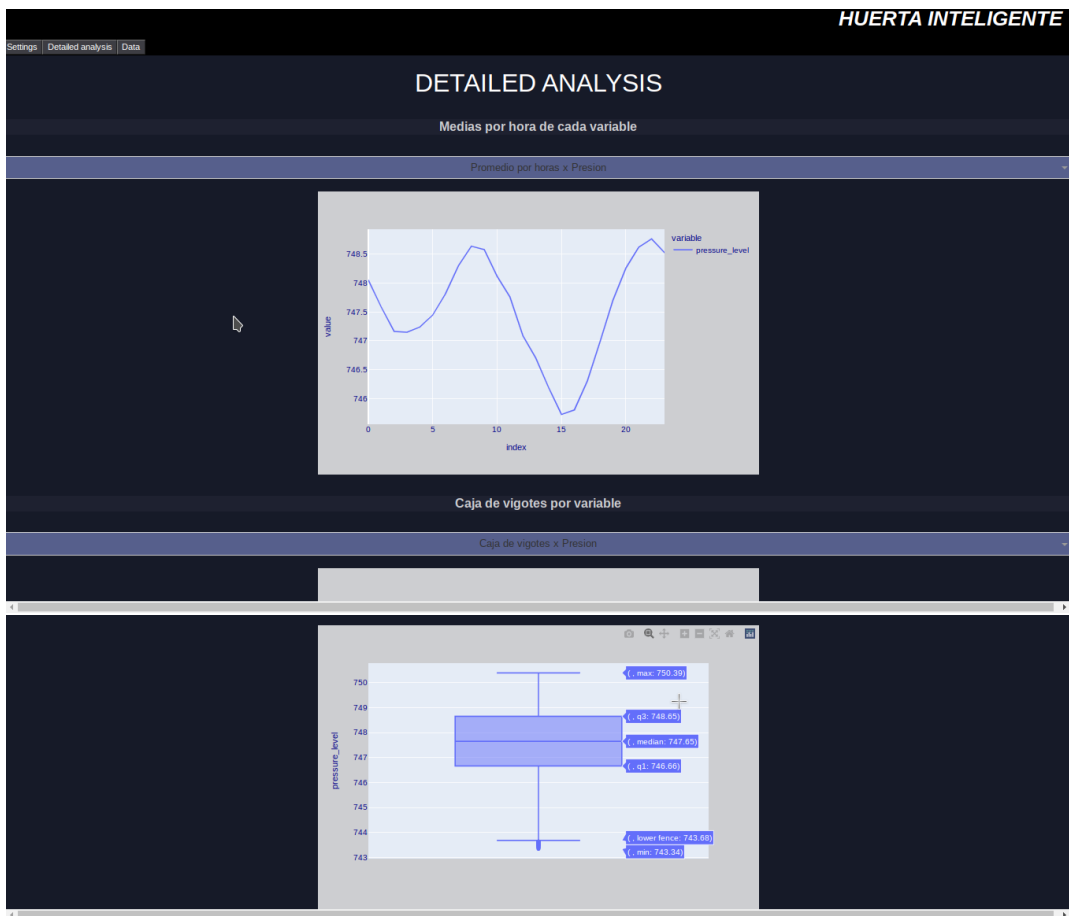 HUERTA INTELIGENTE
Settings Detailed analysis Data
DETAILED ANALYSIS
Medias por hora de cada variable
Promedio por horas x Presion
variable
pressure_level
748.5
748
747.5
747
746.5
746
value
0 5 10 15 20
index
Caja de vigotes por variable
Caja de vigotes x Presion
( , max: 750.39)
( , q3: 748.65)
( , median: 747.65)
( , q1: 746.66)
( , lower fence: 743.68)
( , min: 743.34)
750
749
748
747
746
745
744
743
pressure_level